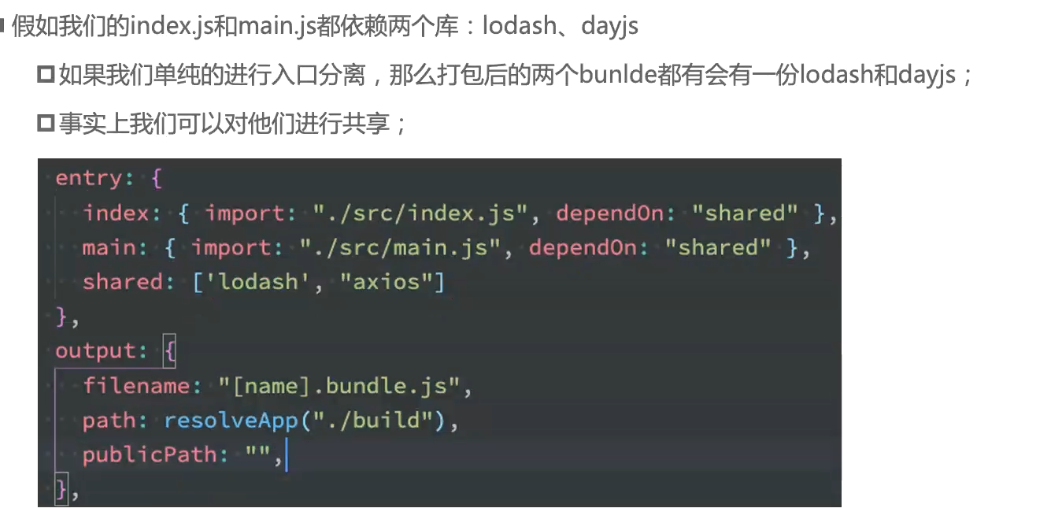 假如我们的index.js和main.js都依赖两个库：lodash、dayjs
如果我们单纯的进行入口分离，那么打包后的两个bunlde都有会有一份lodash和dayjs；
事实上我们可以对他们进行共享；
entry: {
index: { import: "./src/index.js", dependOn: "shared" },
main: { import: "./src/main.js", dependOn: "shared" },
shared: ['lodash', "axios"]
},
output: {
filename: "[name].bundle.js",
path: resolveApp("./build"),
publicPath: "",
},